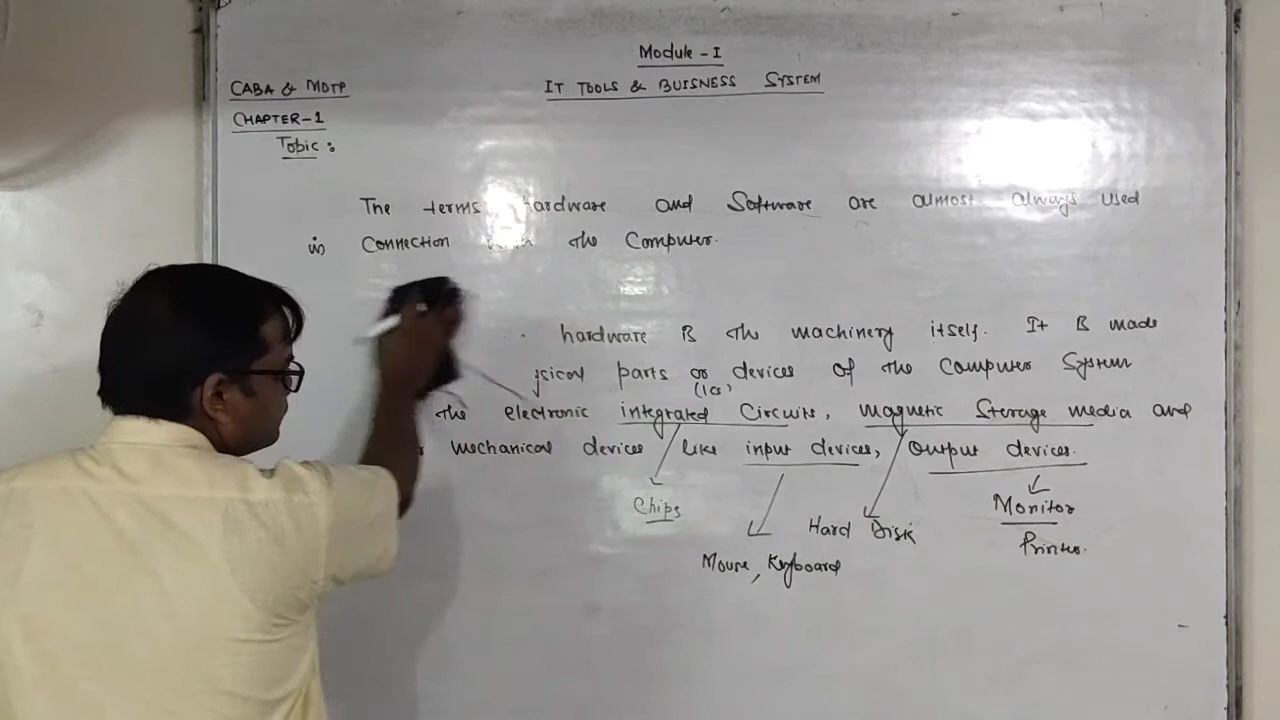 Module - I
CABA & MDTP
IT TOOLS & BUISNESS SYSTEM
CHAPTER-1
Topic :
The terms hardware and Software are almost always used
in Connection the Computer.
hardware is the machinery itself. It is made
parts or devices of the Computer System
(ICs)
the electronic integrated Circuits, magnetic Storage media and
mechanical devices like input devices, output devices.
Chips
Monitor
Hard Disk
Printer.
Mouse, Keyboard